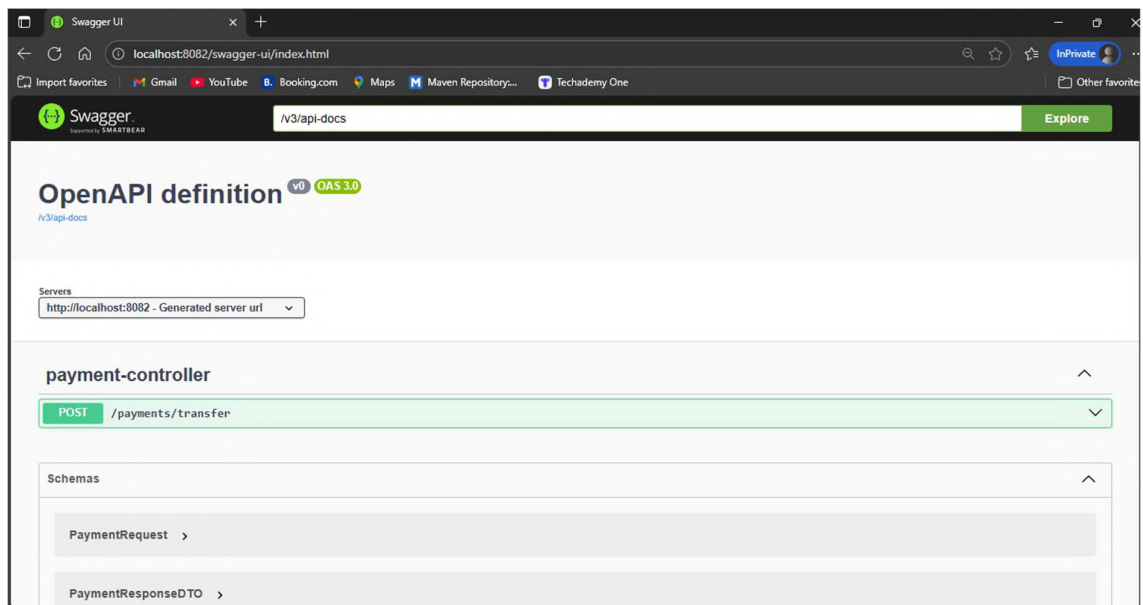 Swagger UI
localhost:8082/swagger-ui/index.html
InPrivate
Import favorites
Gmail
YouTube
B. Booking.com
Maps
M Maven Repository:...
T Techademy One
Other favorites
Swagger.
Supported by SMARTBEAR
/v3/api-docs
Explore
OpenAPI definition v0 OAS 3.0
/v3/api-docs
Servers
http://localhost:8082 - Generated server url
payment-controller
POST /payments/transfer
Schemas
PaymentRequest
PaymentResponseDTO